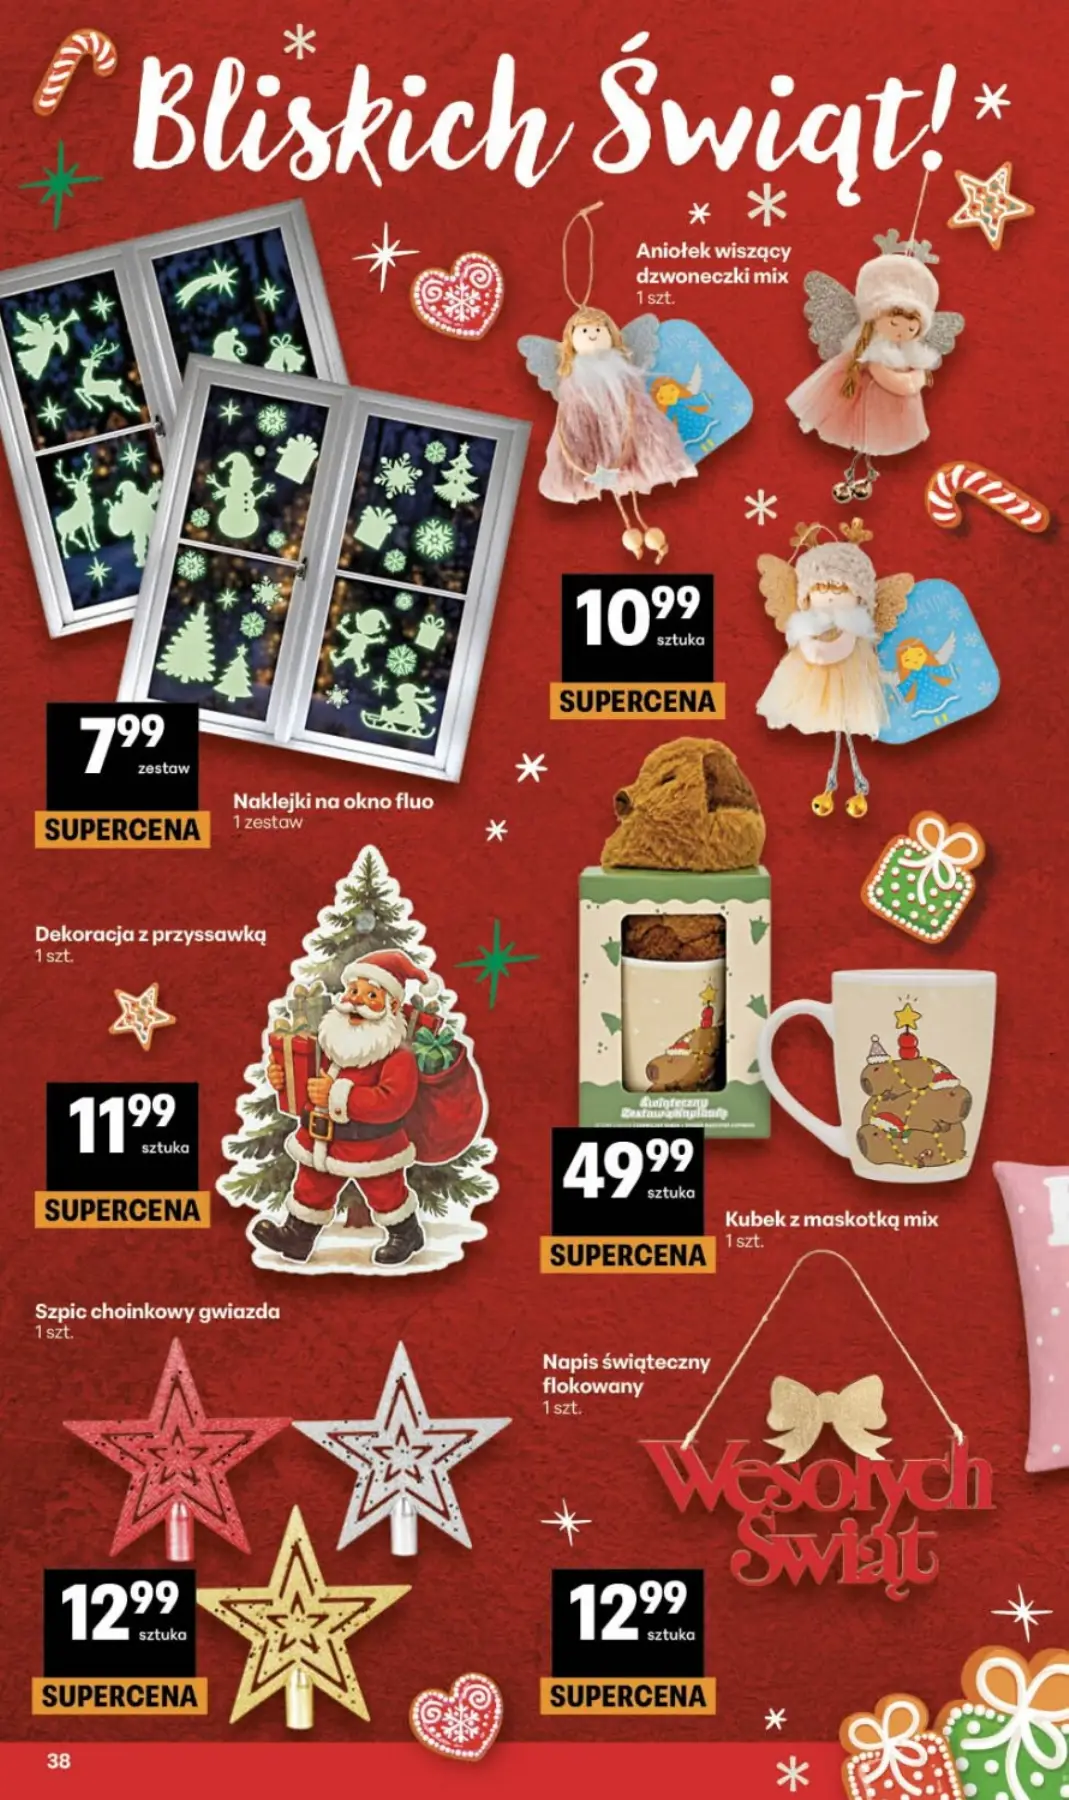 Bliskich Świąt!
Aniołek wiszący
dzwoneczki mix
1 szt.
10 99
sztuka
SUPERCENA
7 99
zestaw
SUPERCENA
Naklejki na okno fluo
1 zestaw
Dekoracja z przyssawką
1 szt.
11 99
sztuka
SUPERCENA
Świąteczny
Zestaw z Kapibarą
49 99
sztuka
SUPERCENA
Kubek z maskotką mix
1 szt.
Szpic choinkowy gwiazda
1 szt.
12 99
sztuka
SUPERCENA
Napis świąteczny
flokowany
1 szt.
Wesołych
Świąt
12 99
sztuka
SUPERCENA
38